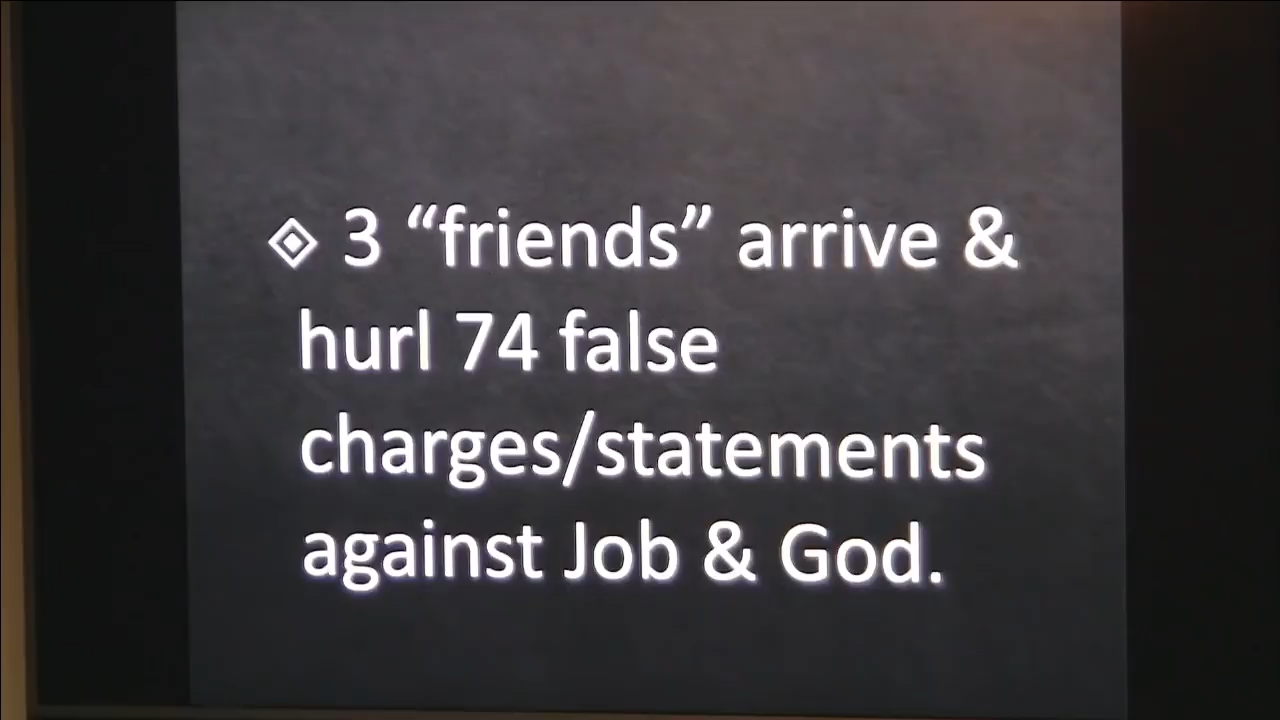 ◈ 3 “friends” arrive &
hurl 74 false
charges/statements
against Job & God.